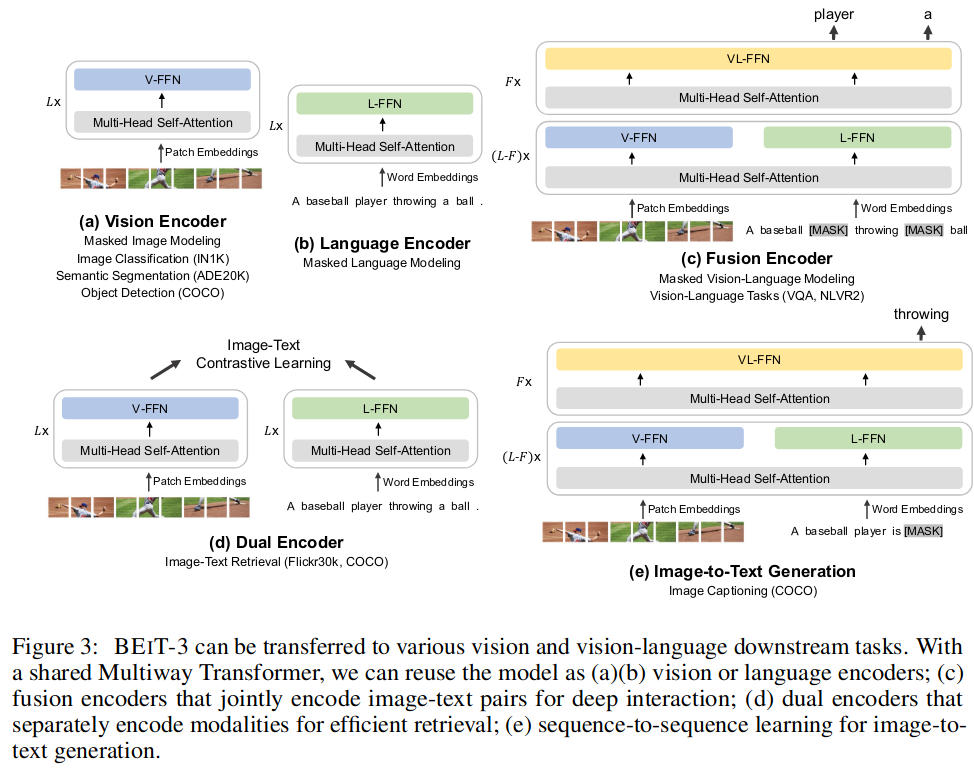 V-FFN
Lx
Multi-Head Self-Attention
Patch Embeddings
(a) Vision Encoder
Masked Image Modeling
Image Classification (IN1K)
Semantic Segmentation (ADE20K)
Object Detection (COCO)
L-FFN
Lx
Multi-Head Self-Attention
Word Embeddings
A baseball player throwing a ball .
(b) Language Encoder
Masked Language Modeling
player a
VL-FFN
Fx
Multi-Head Self-Attention
V-FFN L-FFN
(L-F)x
Multi-Head Self-Attention
Patch Embeddings Word Embeddings
A baseball [MASK] throwing [MASK] ball
(c) Fusion Encoder
Masked Vision-Language Modeling
Vision-Language Tasks (VQA, NLVR2)
Image-Text
Contrastive Learning
V-FFN L-FFN
Lx Lx
Multi-Head Self-Attention Multi-Head Self-Attention
Patch Embeddings Word Embeddings
A baseball player throwing a ball .
(d) Dual Encoder
Image-Text Retrieval (Flickr30k, COCO)
throwing
VL-FFN
Fx
Multi-Head Self-Attention
V-FFN L-FFN
(L-F)x
Multi-Head Self-Attention
Patch Embeddings Word Embeddings
A baseball player is [MASK]
(e) Image-to-Text Generation
Image Captioning (COCO)
Figure 3: BEIT-3 can be transferred to various vision and vision-language downstream tasks. With
a shared Multiway Transformer, we can reuse the model as (a)(b) vision or language encoders; (c)
fusion encoders that jointly encode image-text pairs for deep interaction; (d) dual encoders that
separately encode modalities for efficient retrieval; (e) sequence-to-sequence learning for image-to-
text generation.